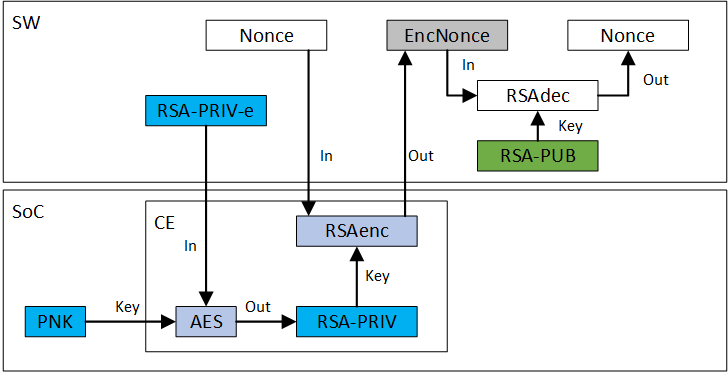 SW
Nonce
EncNonce
Nonce
In
Out
RSAdec
RSA-PRIV-e
Key
RSA-PUB
In
Out
SoC
CE
RSAenc
In
Key
PNK
Key
AES
Out
RSA-PRIV